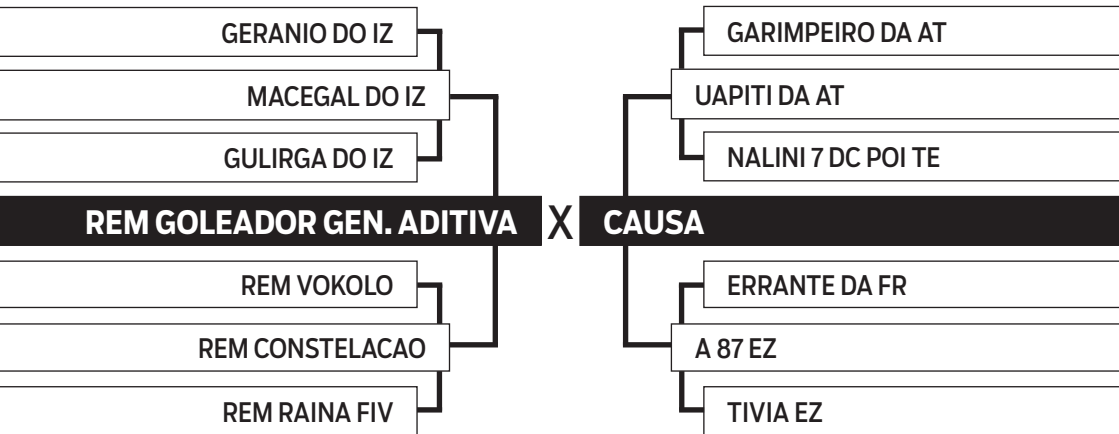 GERANIO DO IZ
MACEGAL DO IZ
GULIRGA DO IZ
GARIMPEIRO DA AT
UAPITI DA AT
NALINI 7 DC POI TE
REM GOLEADOR GEN. ADITIVA X CAUSA
REM VOKOLO
REM CONSTELACAO
REM RAINA FIV
ERRANTE DA FR
A 87 EZ
TIVIA EZ